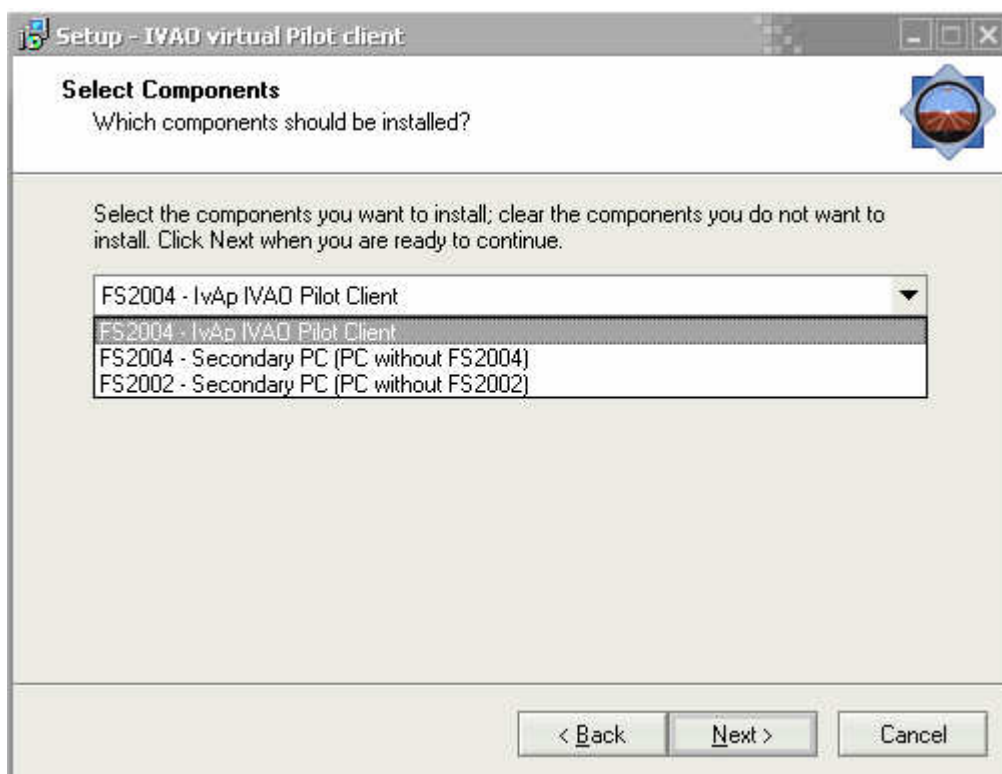 Setup - IVAO virtual Pilot client
Select Components
Which components should be installed?
Select the components you want to install; clear the components you do not want to
install. Click Next when you are ready to continue.
FS2004 - IvAp IVAO Pilot Client
FS2004 - IvAp IVAO Pilot Client
FS2004 - Secondary PC (PC without FS2004)
FS2002 - Secondary PC (PC without FS2002)
< Back Next > Cancel